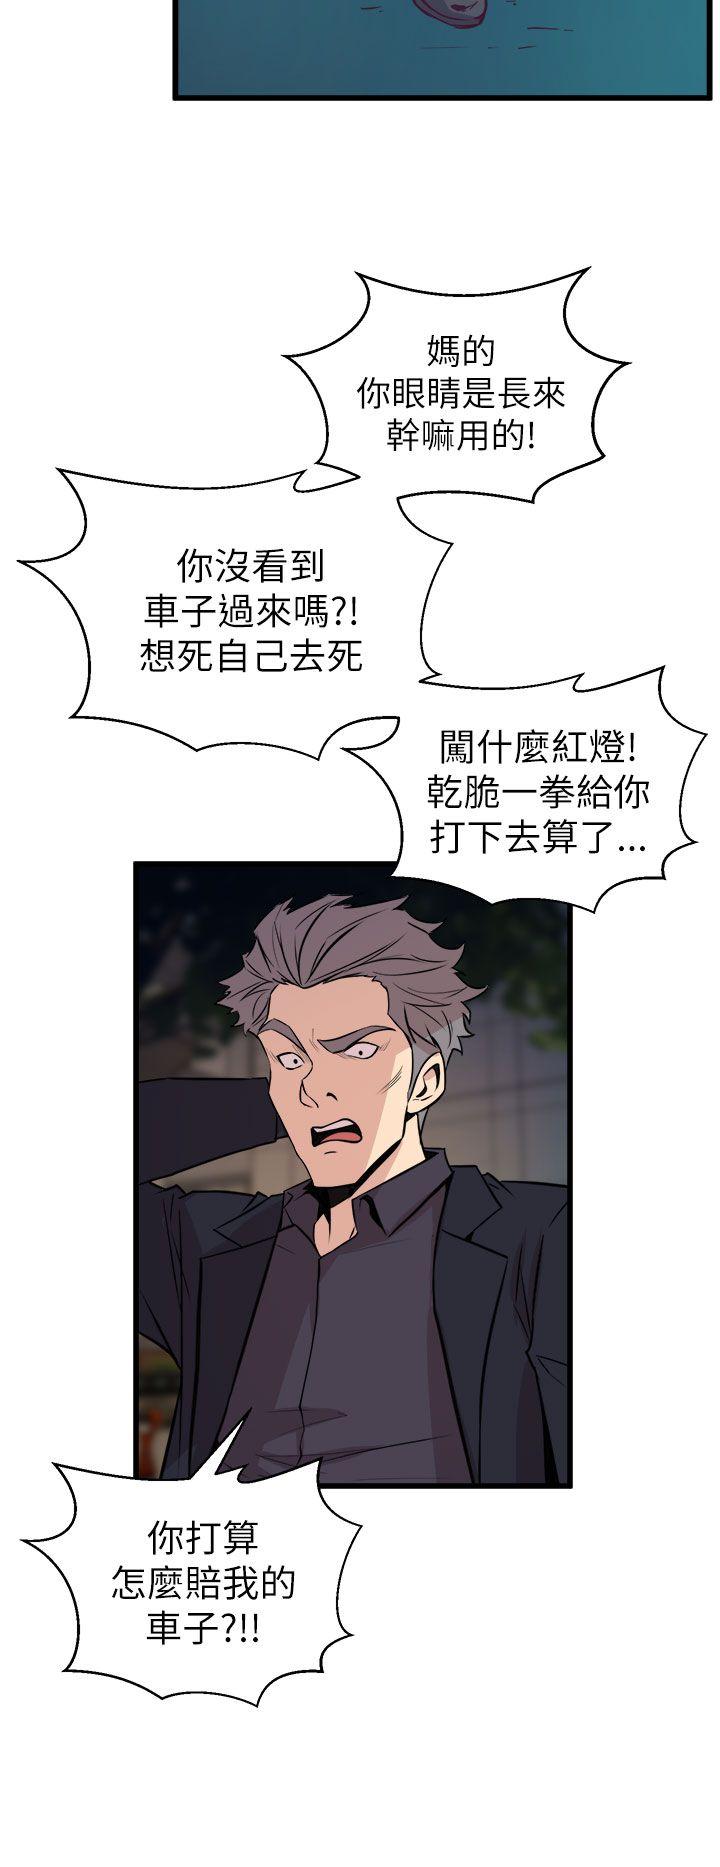 媽的
你眼睛是長來
幹嘛用的!
你沒看到
車子過來嗎?!
想死自己去死
闖什麼紅燈!
乾脆一拳給你
打下去算了...
你打算
怎麼賠我的
車子?!!